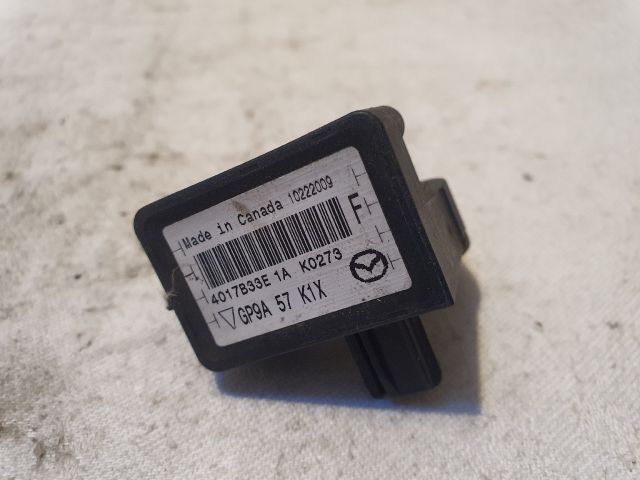 Made in Canada 10222009
F
4017B33E 1A K0273
GP9A 57 K1X